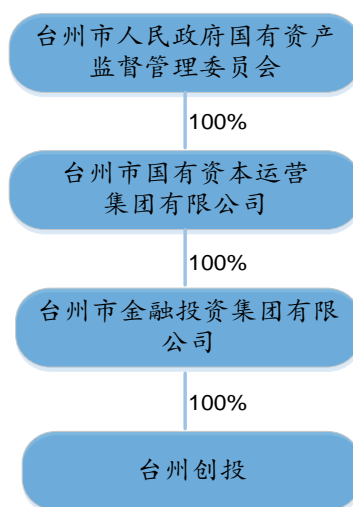 台州市人民政府国有资产
监督管理委员会
100%
台州市国有资本运营
集团有限公司
100%
台州市金融投资集团有限
公司
100%
台州创投